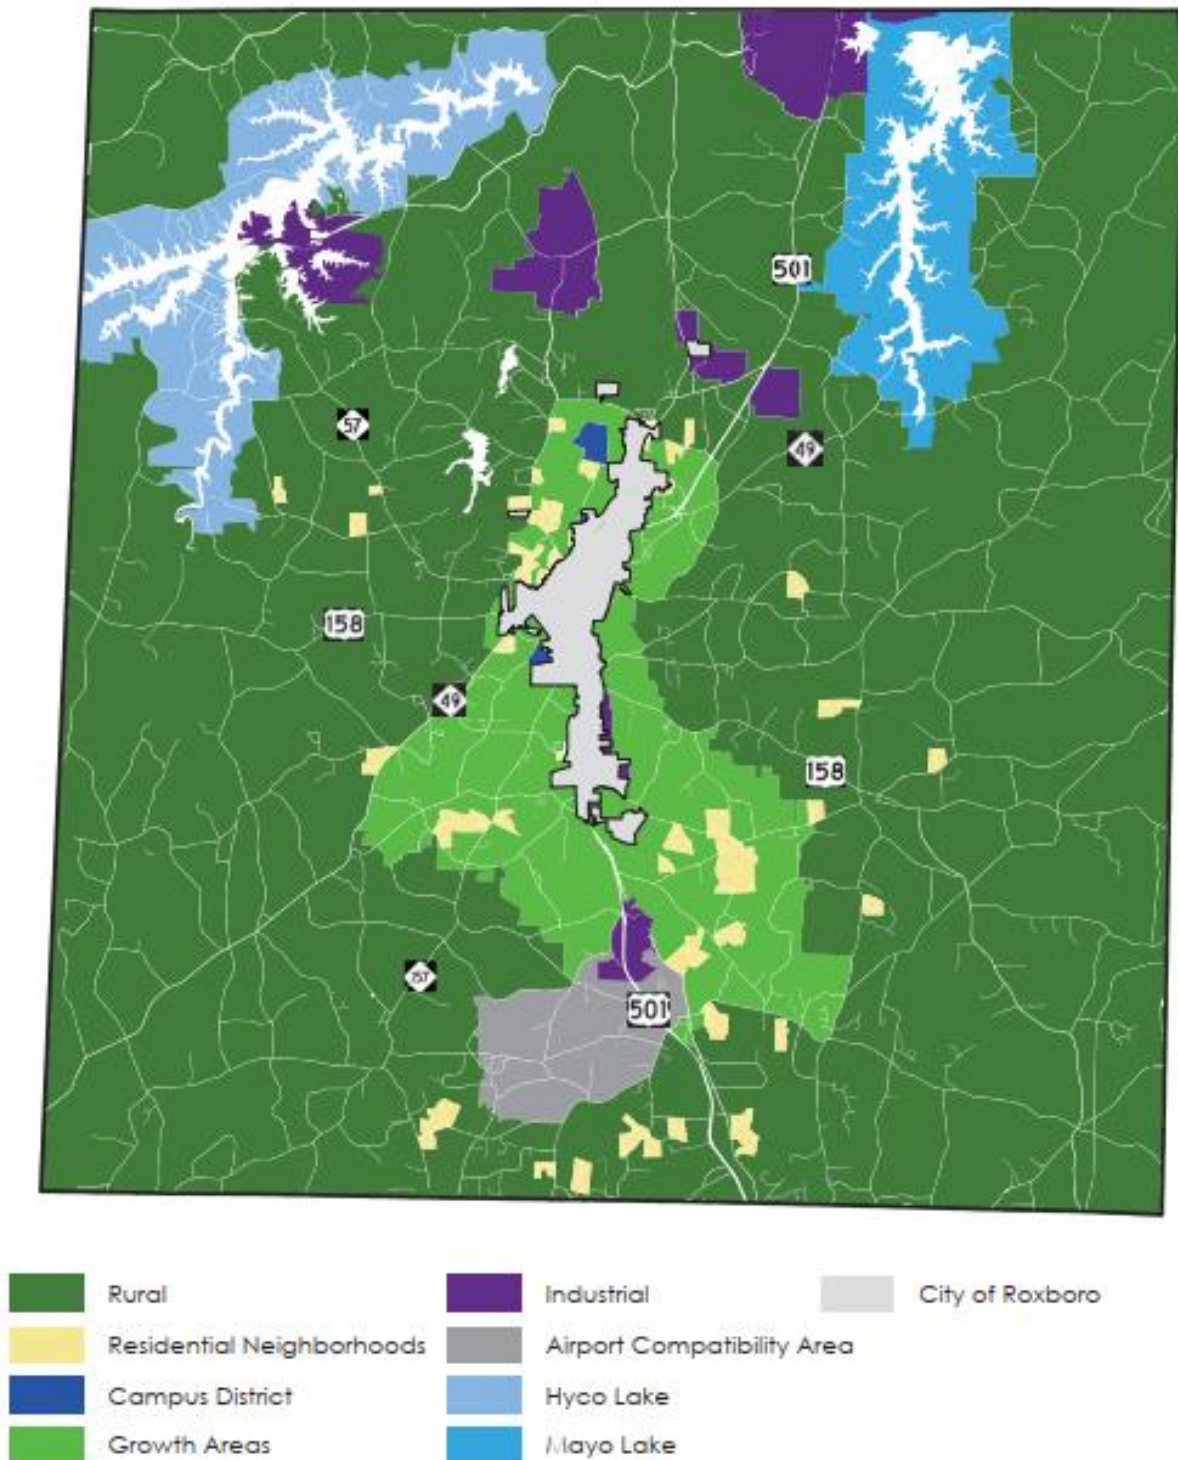 501
57
49
158
49
158
157
501
Rural
Industrial
City of Roxboro
Residential Neighborhoods
Airport Compatibility Area
Campus District
Hyco Lake
Growth Areas
Mayo Lake